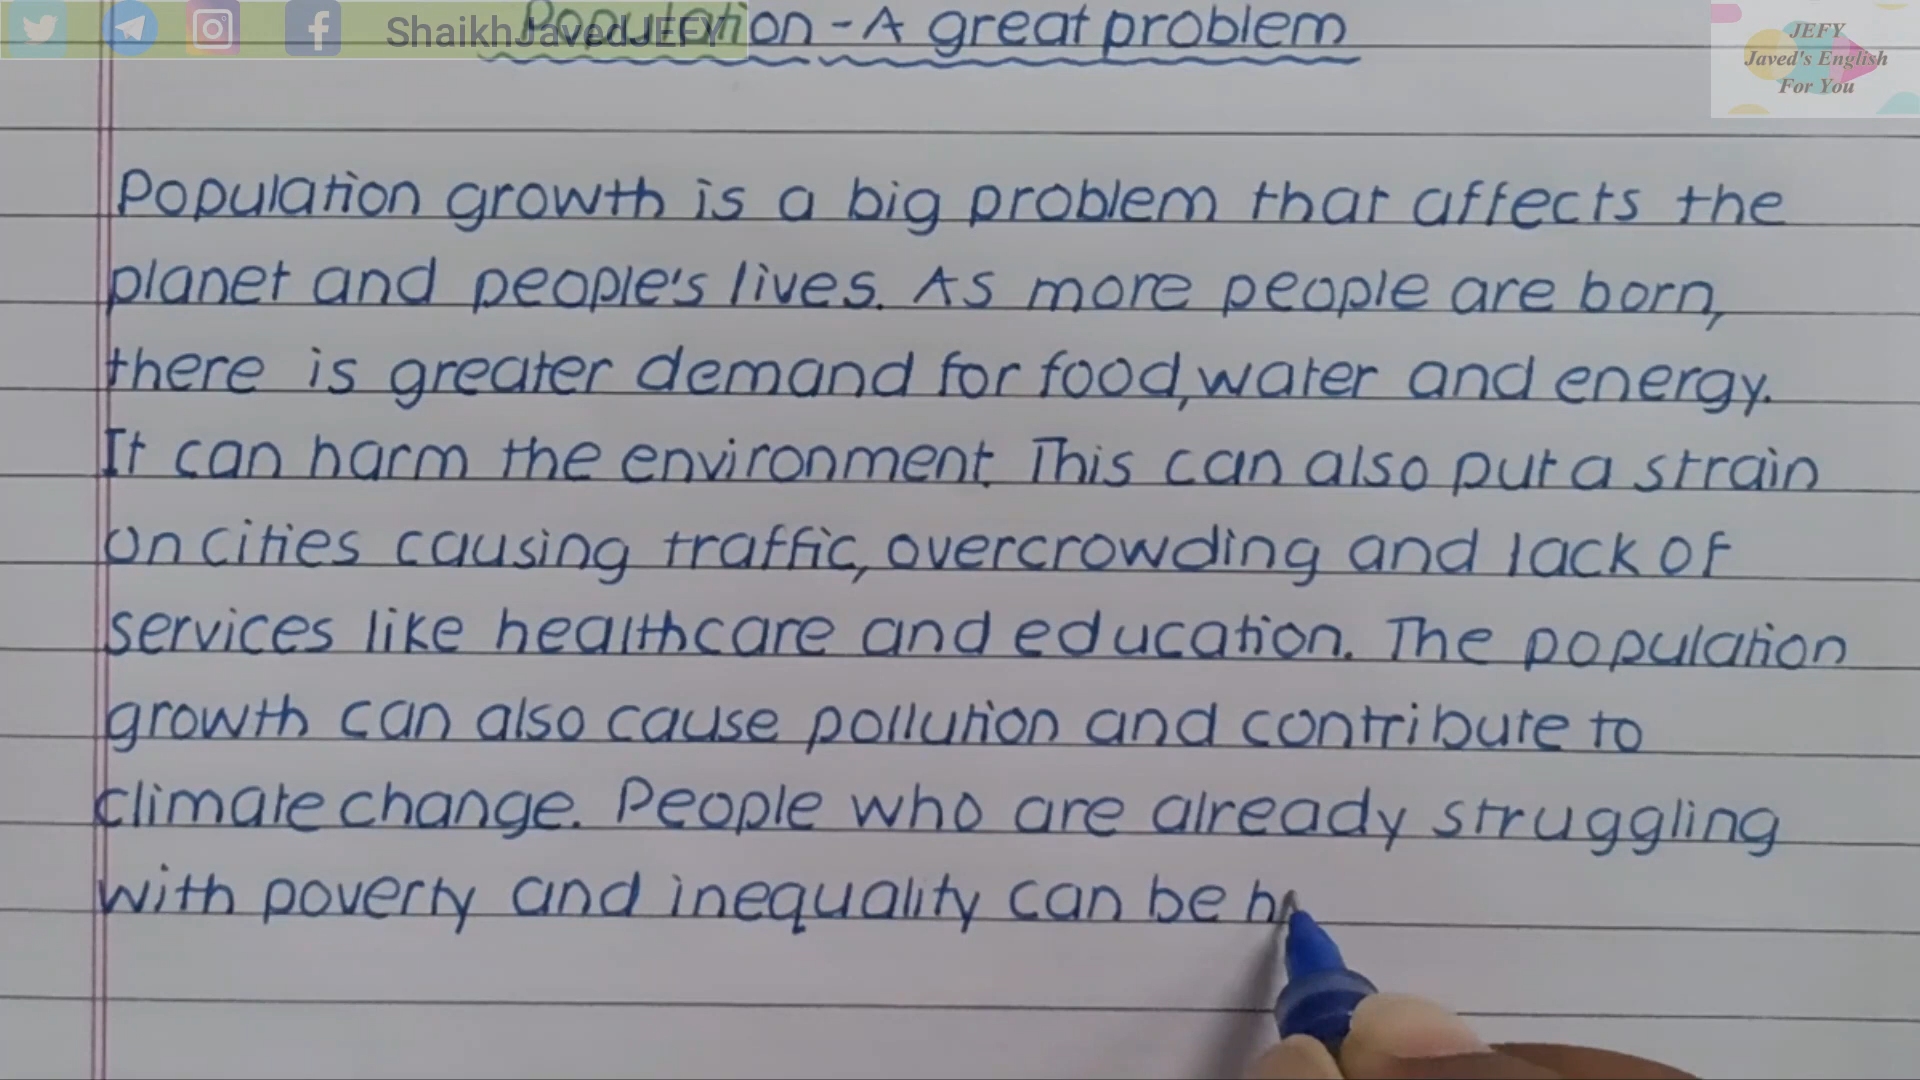 ShaikhJavedJEFY
Population - A great problem
JEFY
Javed's English
For You
Population growth is a big problem that affects the
planet and people's lives. As more people are born,
there is greater demand for food, water and energy.
It can harm the environment. This can also put a strain
on cities causing traffic, overcrowding and lack of
services like healthcare and education. The population
growth can also cause pollution and contribute to
climate change. People who are already struggling
with poverty and inequality can be